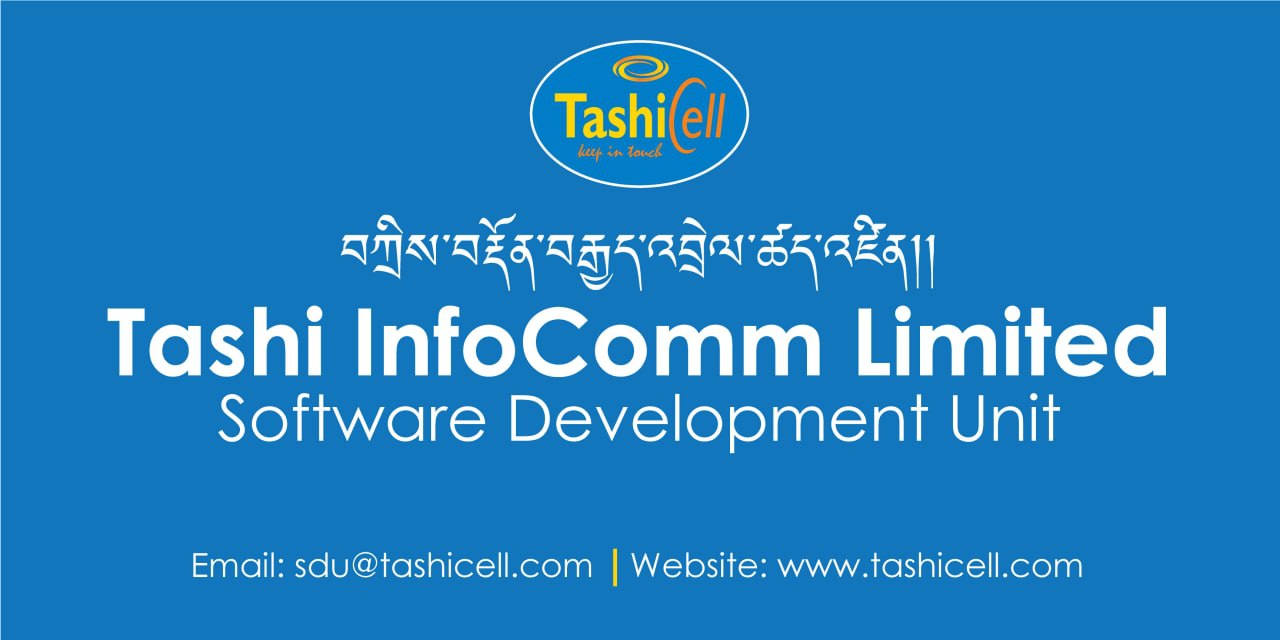 TashiCell
keep in touch
བཀྲིས་བརྡོན་བརྒྱུད་འབྲེལ་ཚད་འཛིན།།
Tashi InfoComm Limited
Software Development Unit
Email: sdu@tashicell.com | Website: www.tashicell.com